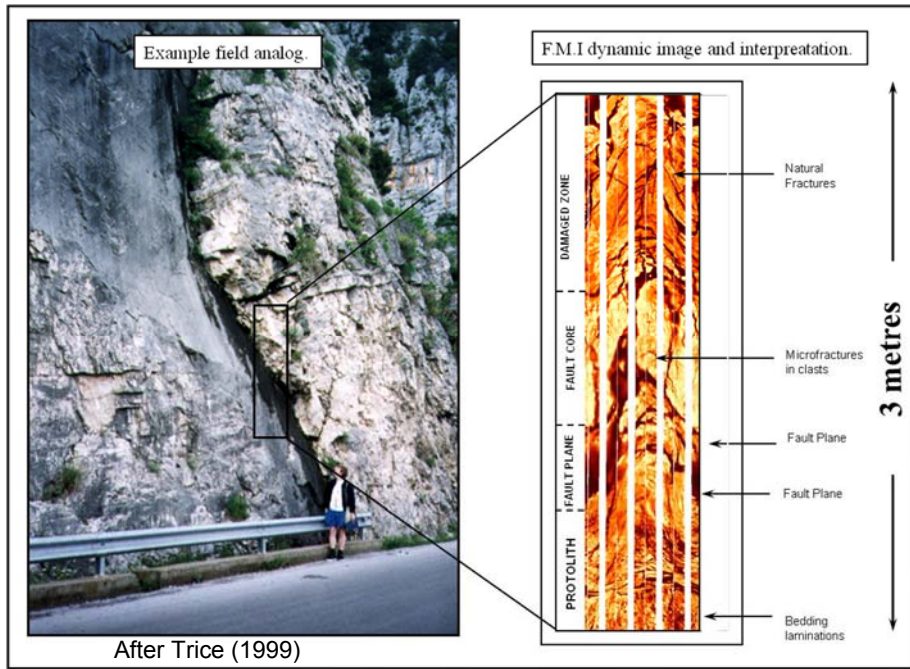 Example field analog.
F.M.I dynamic image and interpreatation.
DAMAGED ZONE
FAULT CORE
FAULT PLANE
PROTOLITH
Natural
Fractures
Microfractures
in clasts
Fault Plane
Fault Plane
Bedding
laminations
3 metres
After Trice (1999)